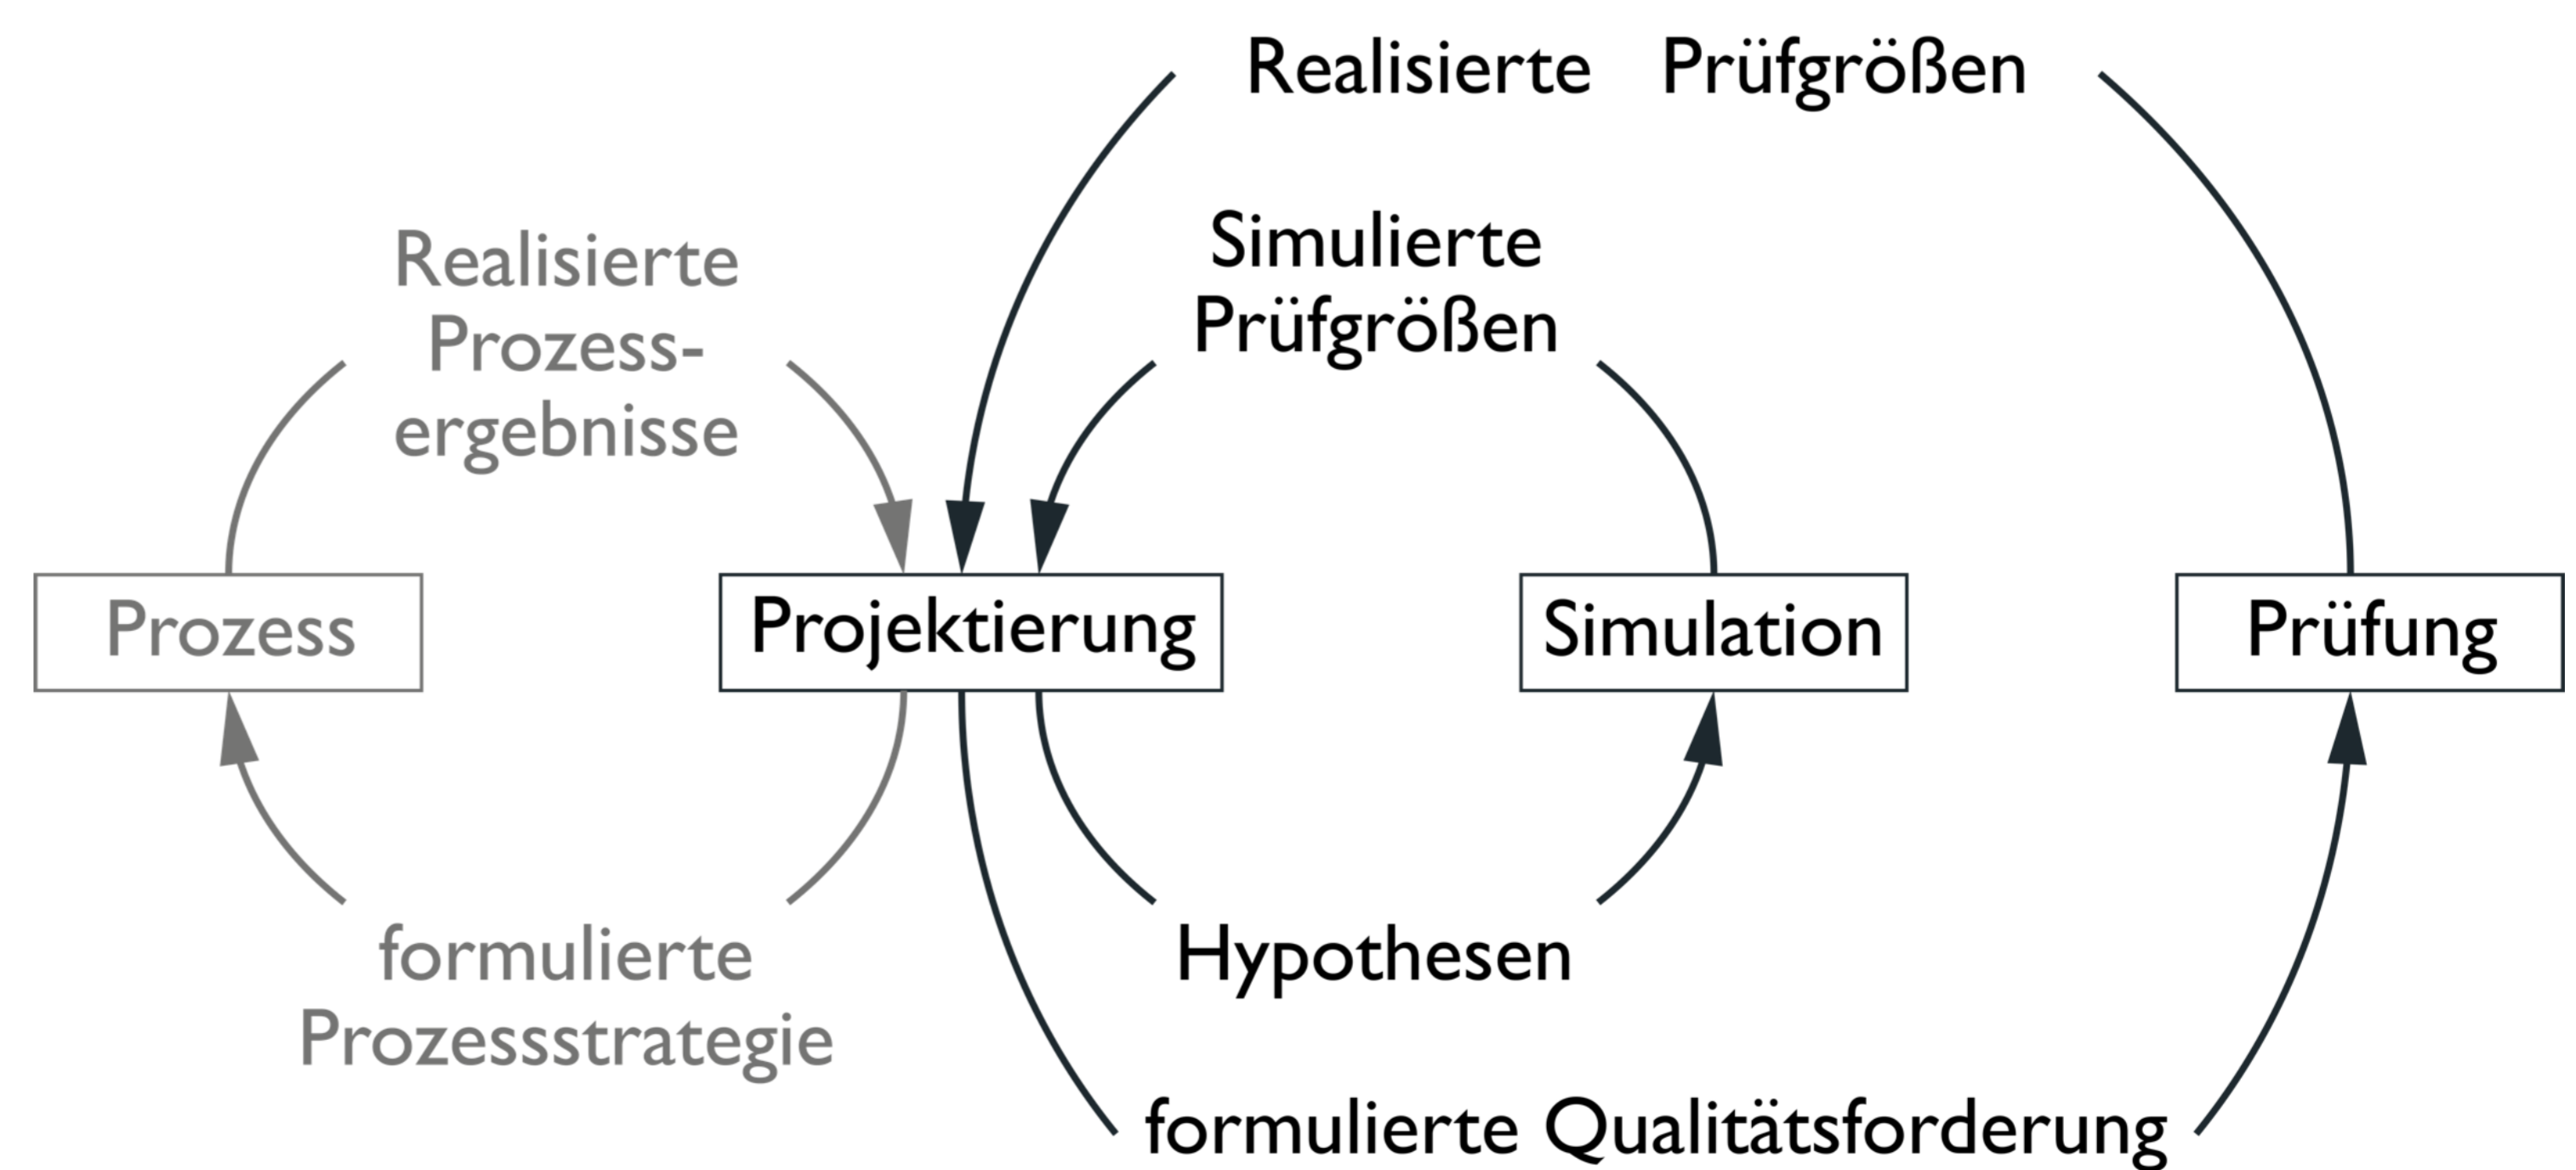 Realisierte Prüfgrößen
Simulierte
Prüfgrößen
Realisierte
Prozess-
ergebnisse
Prozess
Projektierung
Simulation
Prüfung
formulierte
Prozessstrategie
Hypothesen
formulierte Qualitätsforderung